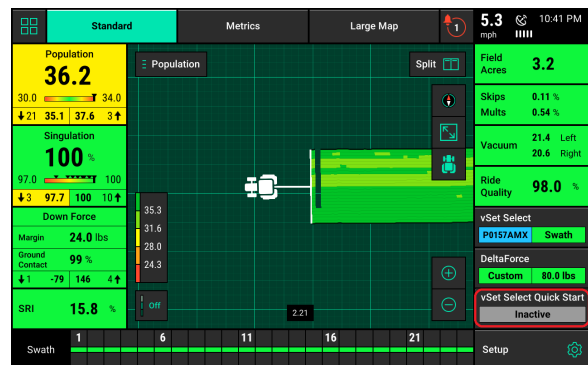 Standard
Metrics
Large Map
1
5.3
mph
10:41 PM
Population
36.2
30.0
34.0
21 35.1 37.6 3
Singulation
100 %
97.0
100
3 97.7 100 10
Down Force
Margin 24.0 lbs
Ground
Contact
99 %
1 -79 146 4
SRI 15.8 %
Population
Split
35.3
31.6
28.0
24.3
Off
2.21
Field
Acres
3.2
Skips 0.11 %
Mults 0.54 %
Vacuum
21.4 Left
20.6 Right
Ride
Quality
98.0 %
vSet Select
P0157AMX Swath
DeltaForce
Custom 80.0 lbs
vSet Select Quick Start
Inactive
Swath
1 6 11 16 21
Setup